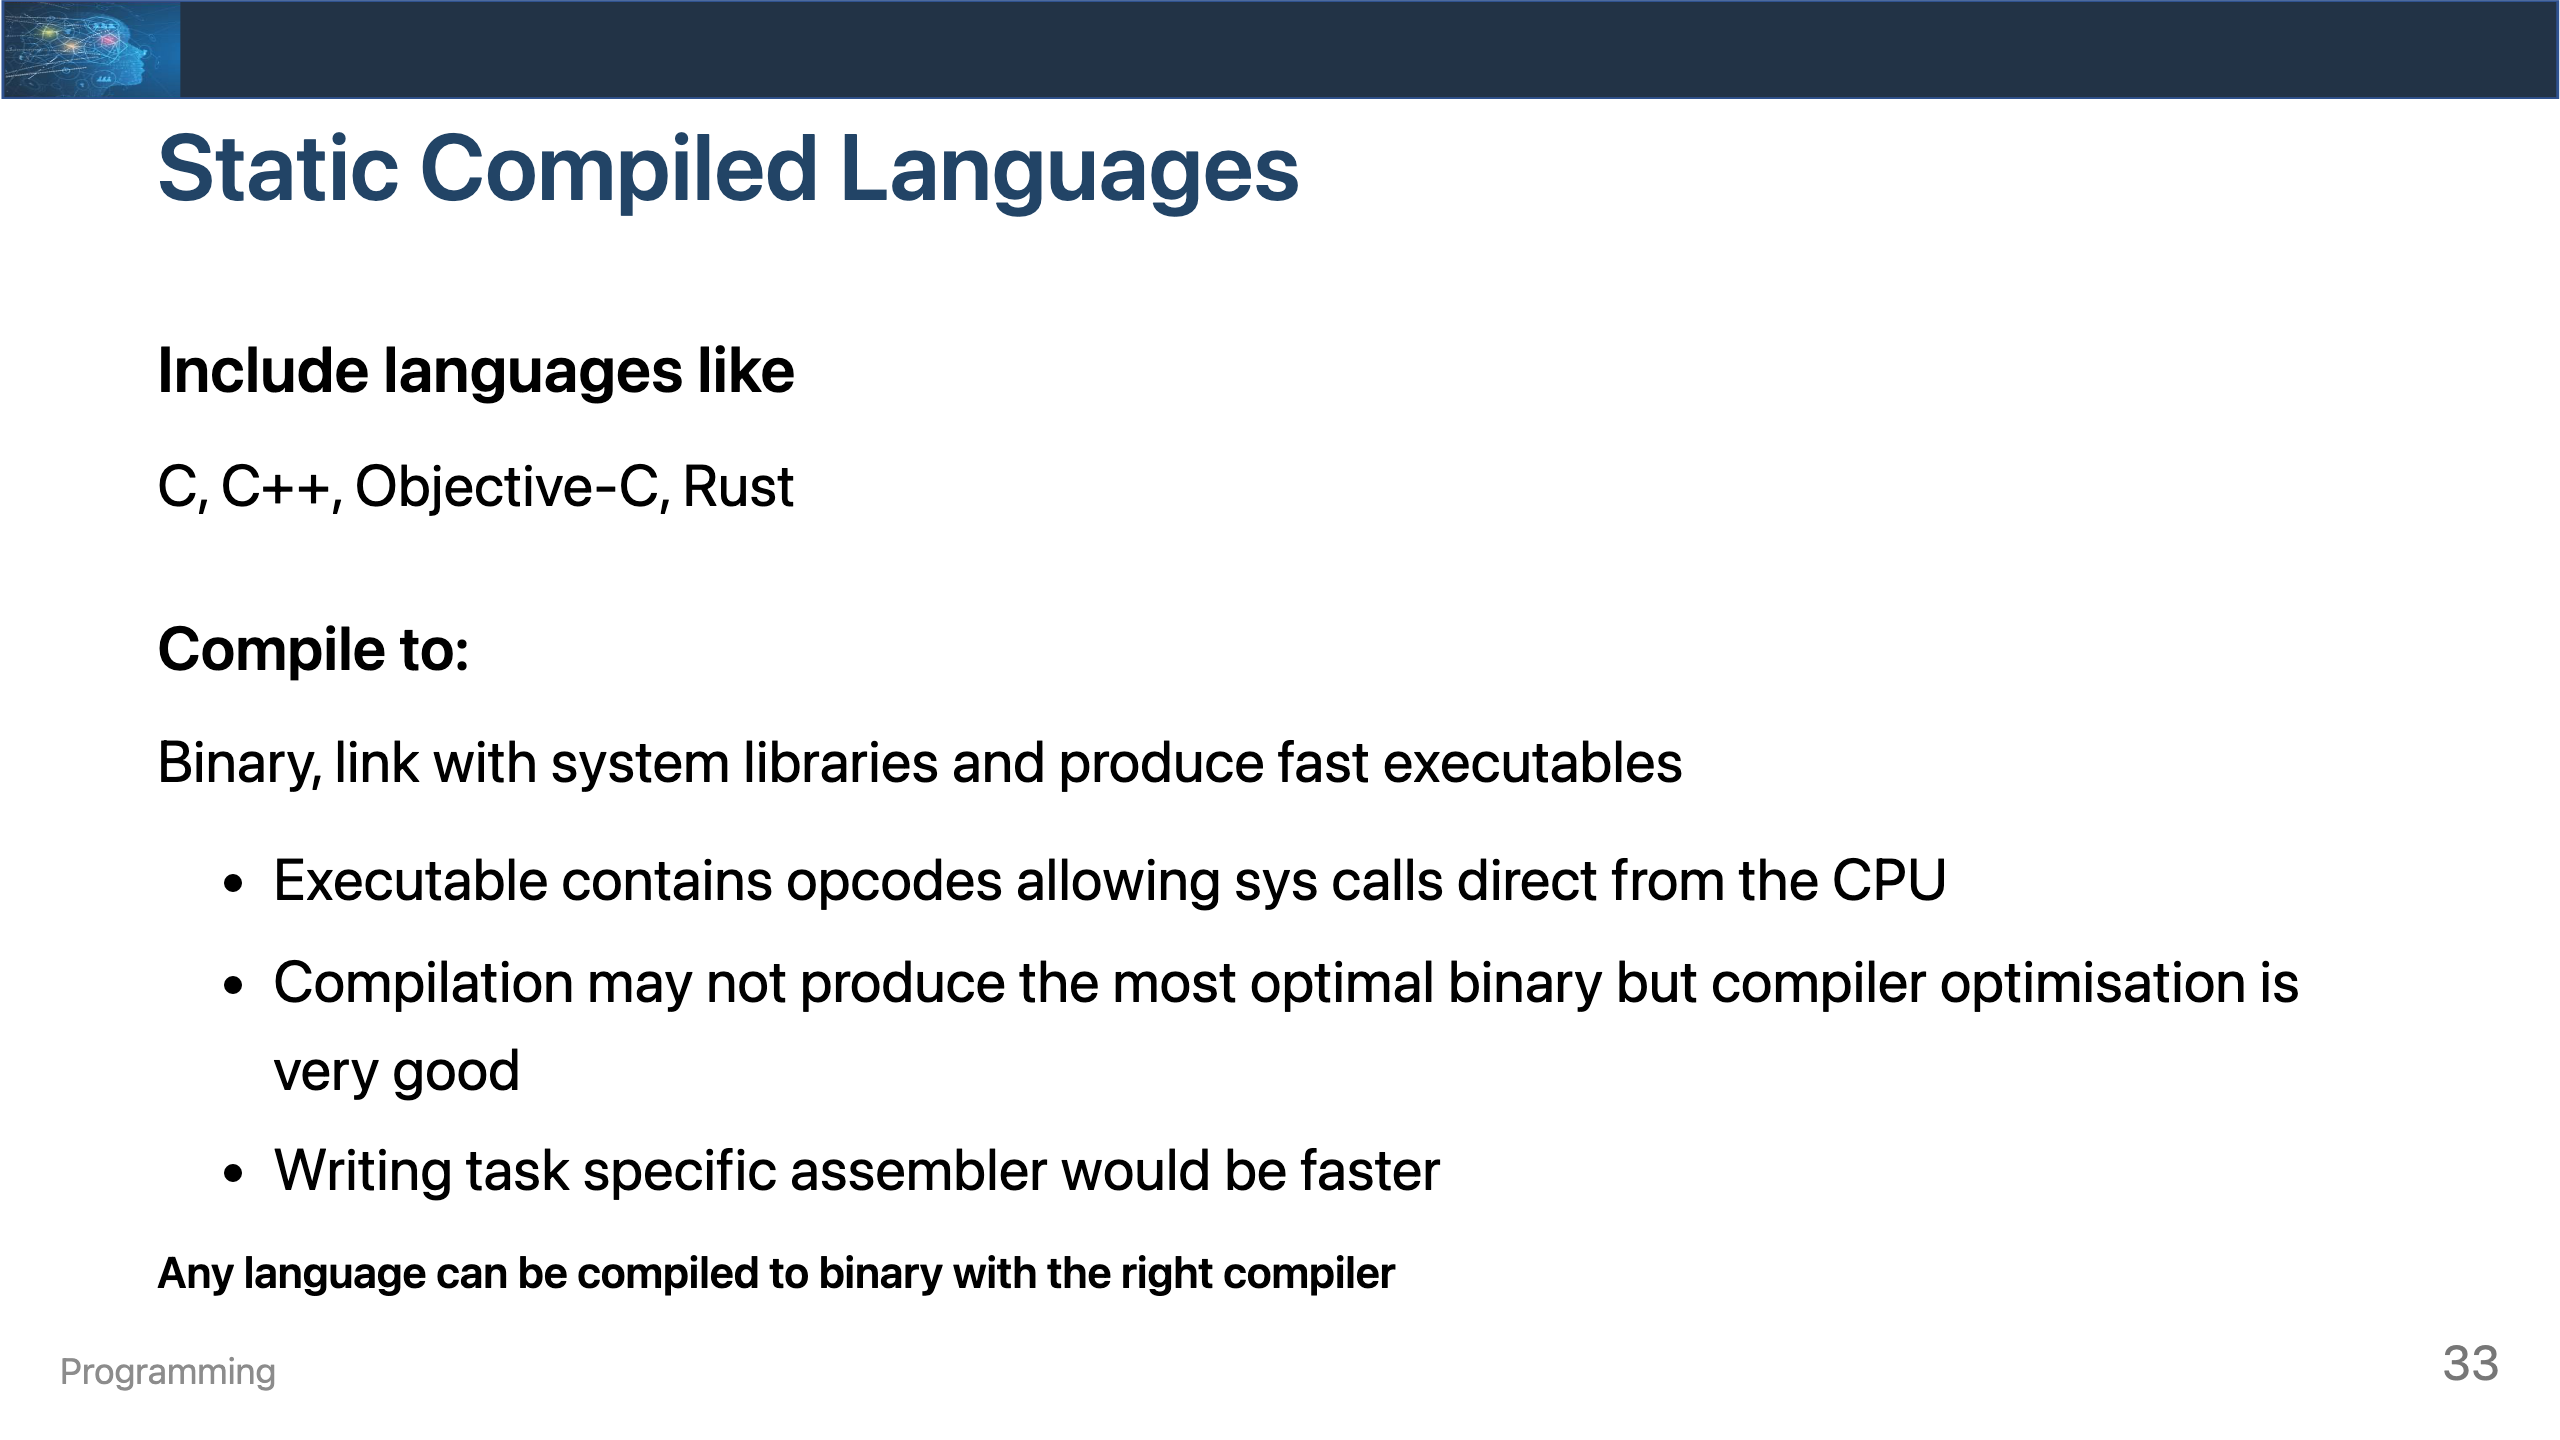 Static Compiled Languages
Include languages like
C, C++, Objective-C, Rust
Compile to:
Binary, link with system libraries and produce fast executables
• Executable contains opcodes allowing sys calls direct from the CPU
• Compilation may not produce the most optimal binary but compiler optimisation is
very good
• Writing task specific assembler would be faster
Any language can be compiled to binary with the right compiler
Programming
33